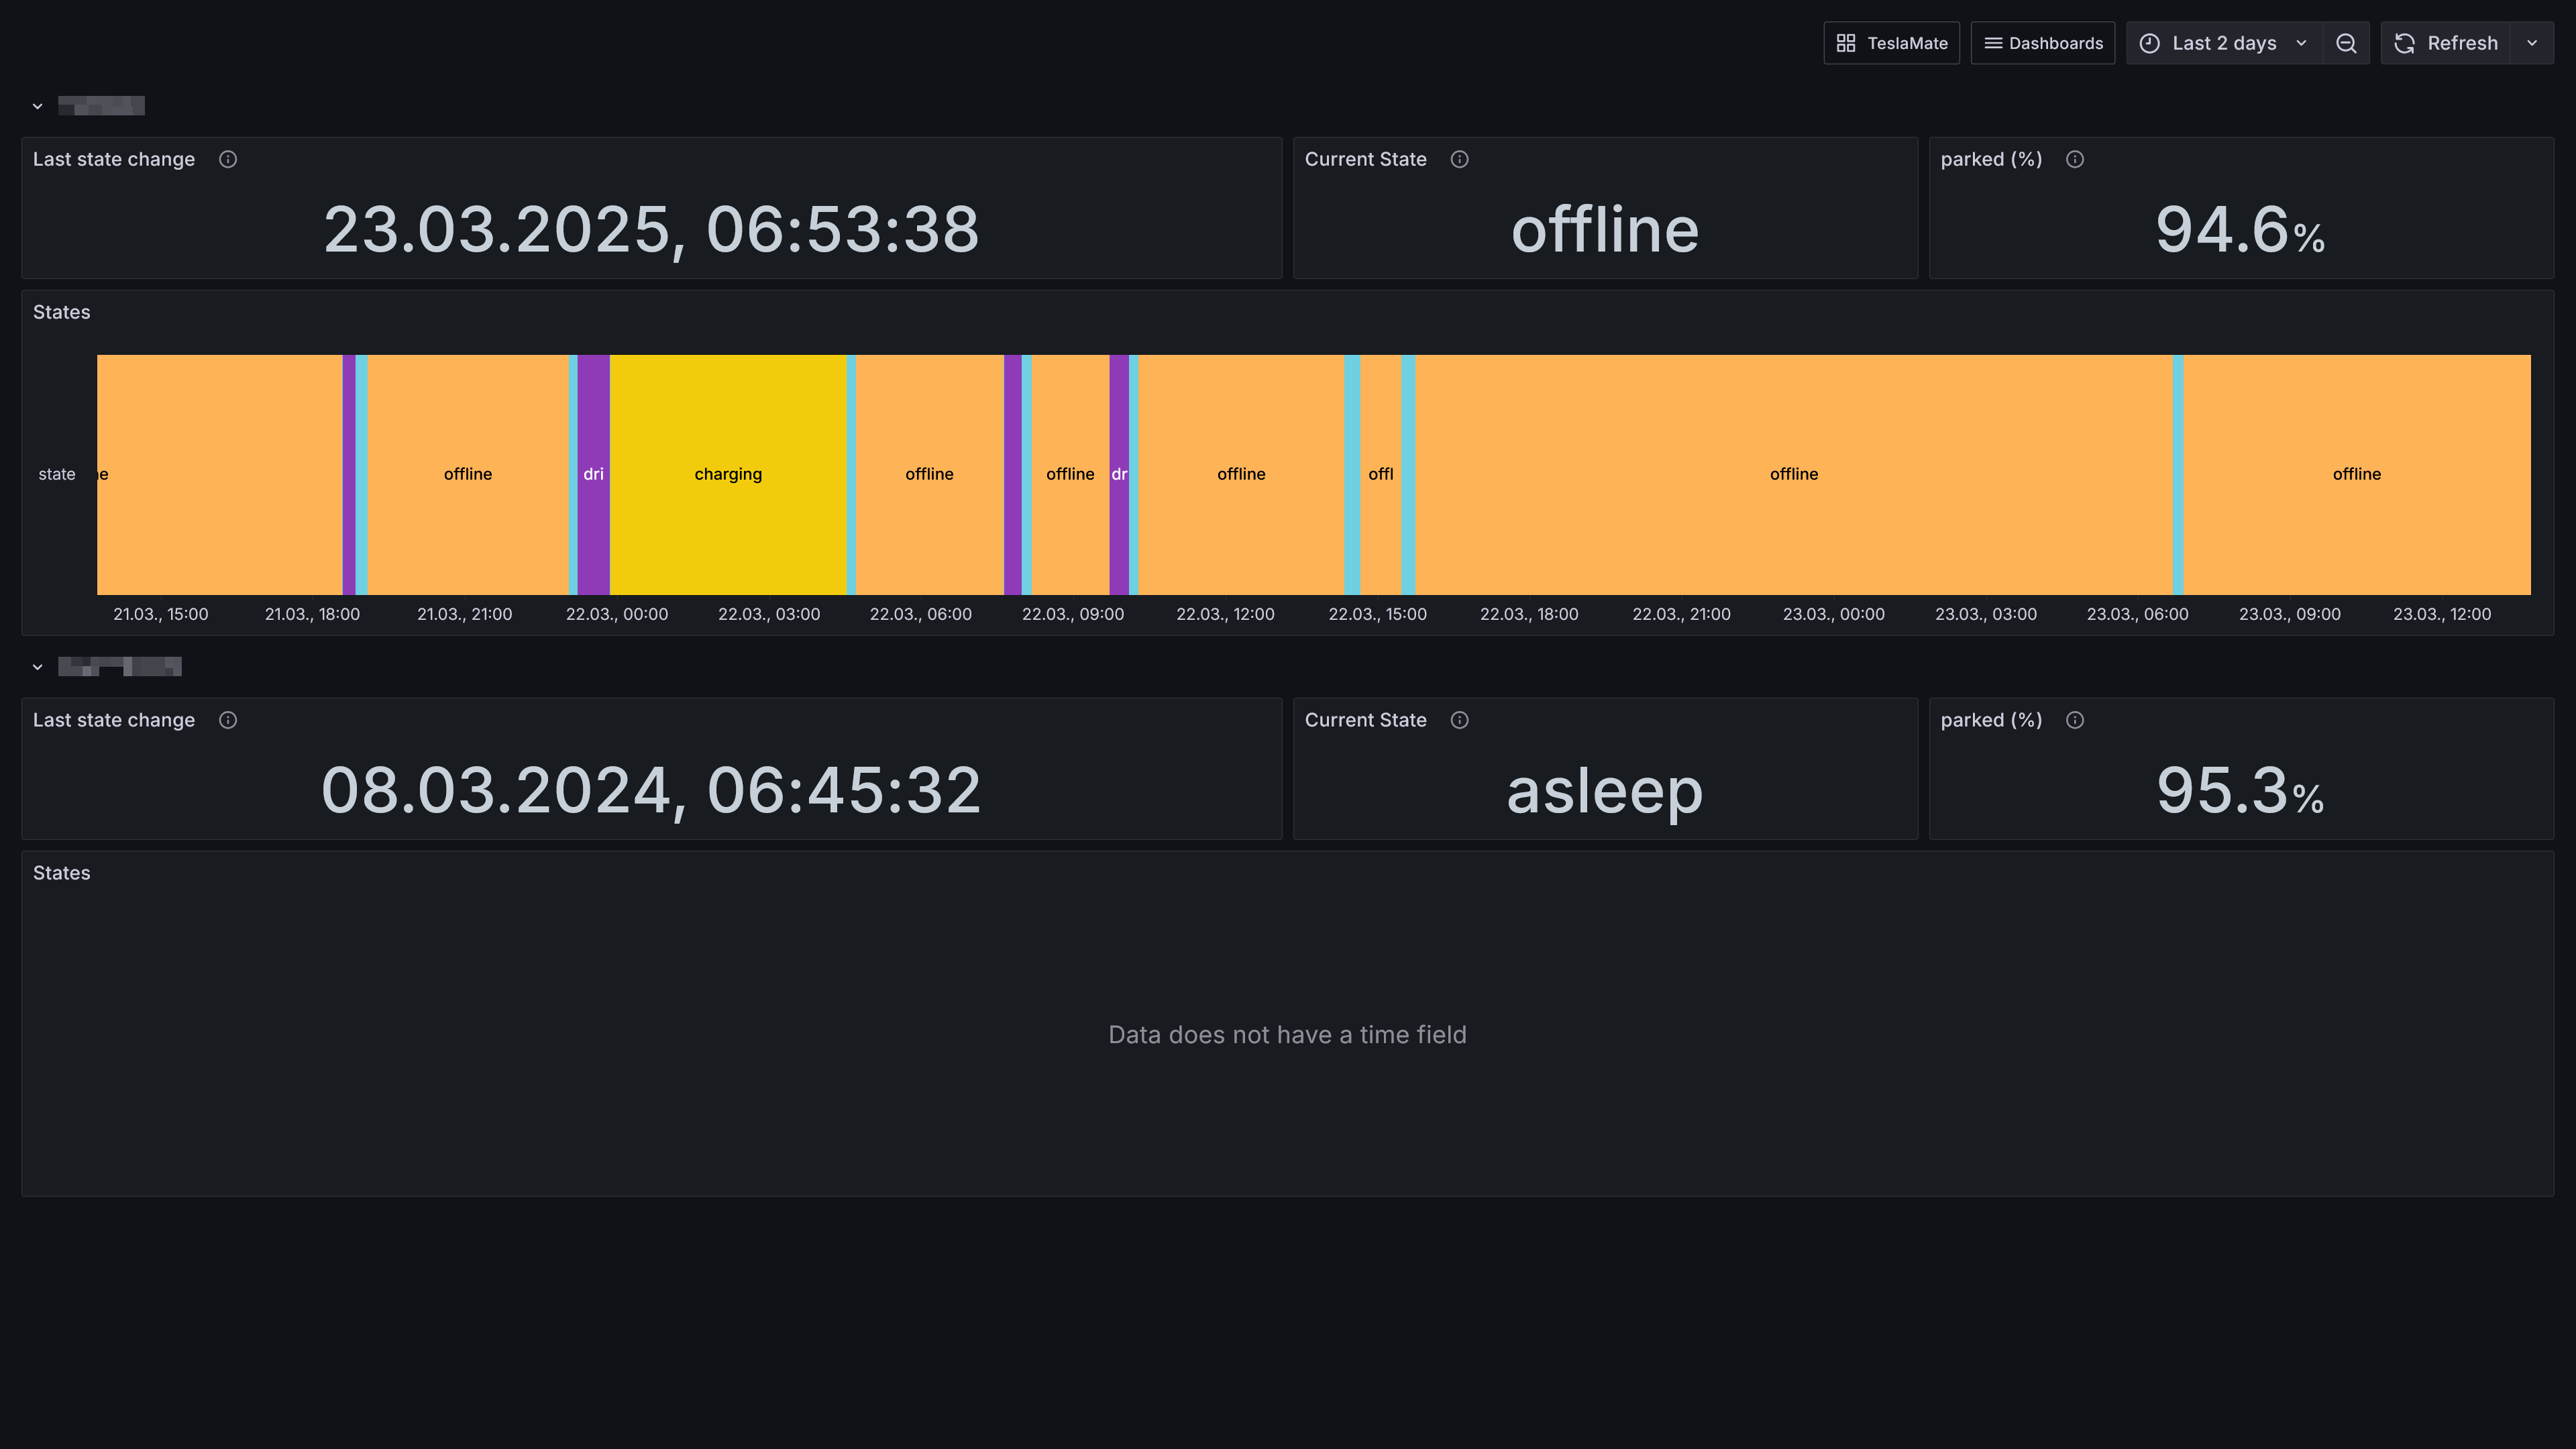 TeslaMate Dashboards Last 2 days Refresh
Last state change
23.03.2025, 06:53:38
Current State
offline
parked (%)
94.6%
States
state
e
offline
dri
charging
offline
offline
dr
offline
offl
offline
offline
21.03., 15:00 21.03., 18:00 21.03., 21:00 22.03., 00:00 22.03., 03:00 22.03., 06:00 22.03., 09:00 22.03., 12:00 22.03., 15:00 22.03., 18:00 22.03., 21:00 23.03., 00:00 23.03., 03:00 23.03., 06:00 23.03., 09:00 23.03., 12:00
Last state change
08.03.2024, 06:45:32
Current State
asleep
parked (%)
95.3%
States
Data does not have a time field